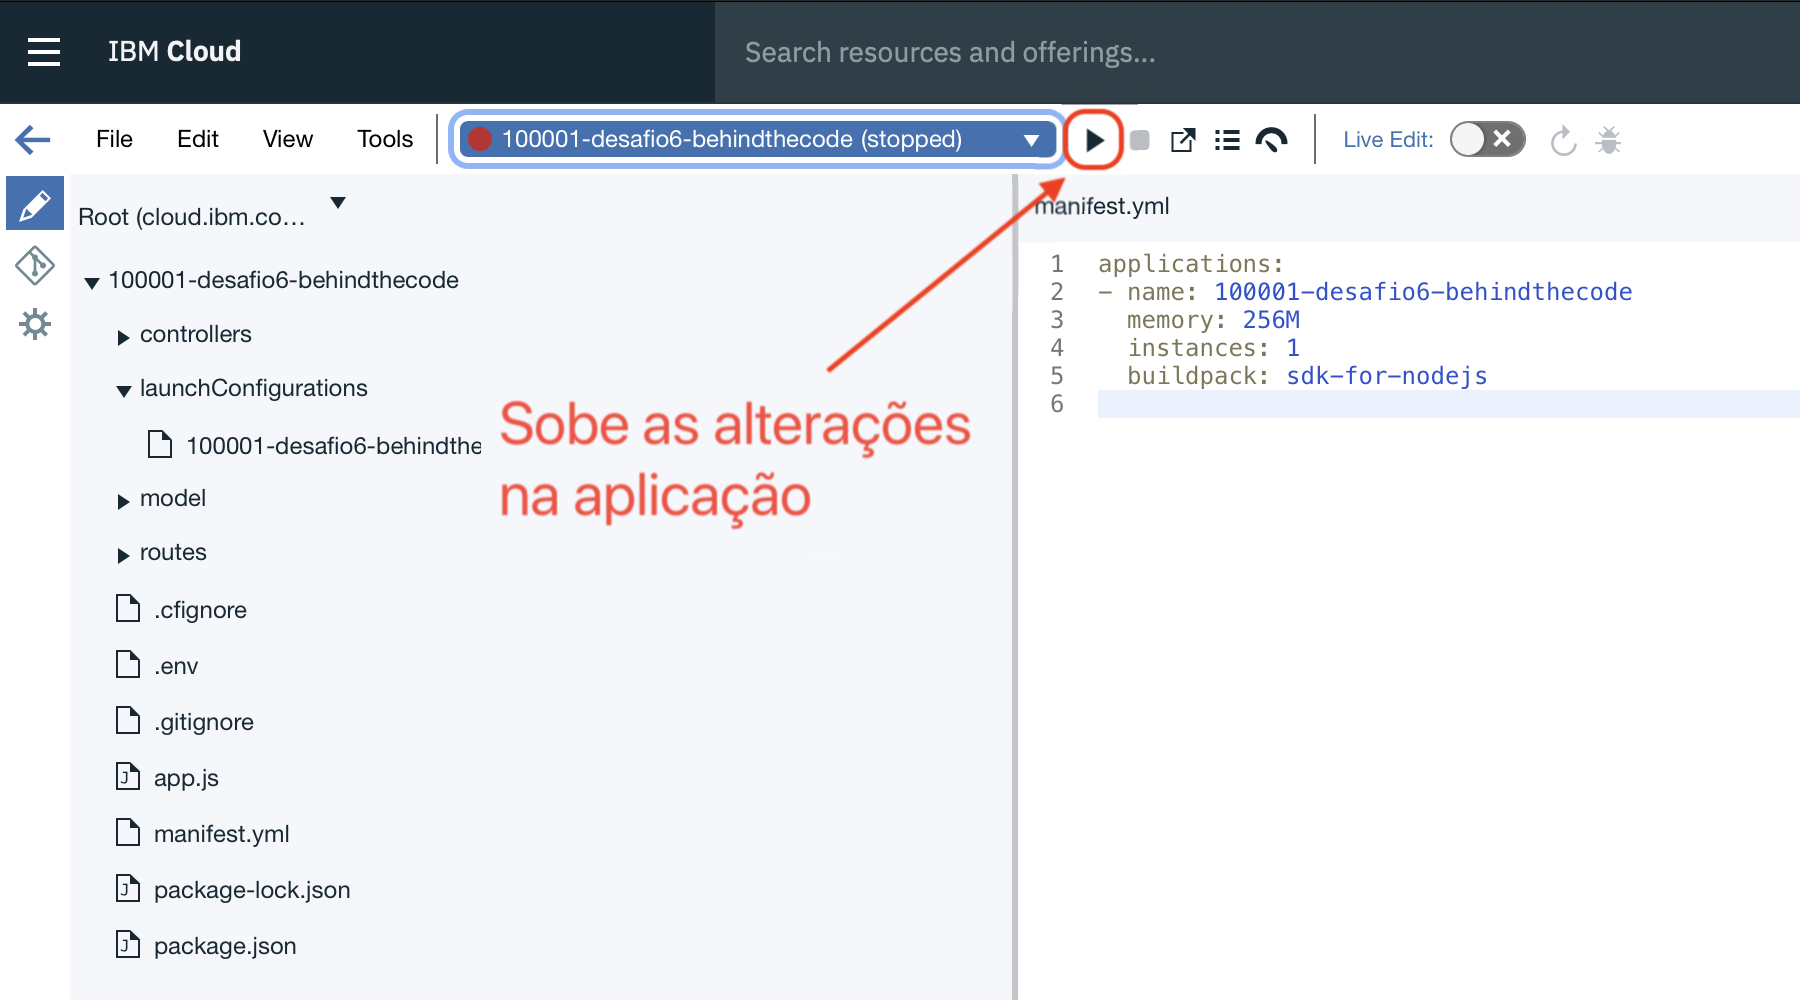 IBM Cloud
Search resources and offerings...
File Edit View Tools
100001-desafio6-behindthecode (stopped)
Live Edit:
Root (cloud.ibm.co...
100001-desafio6-behindthecode
controllers
launchConfigurations
100001-desafio6-behindthe
model
routes
.cfignore
.env
.gitignore
app.js
manifest.yml
package-lock.json
package.json
Sobe as alterações
na aplicação
manifest.yml
1 applications:
2 - name: 100001-desafio6-behindthecode
3 memory: 256M
4 instances: 1
5 buildpack: sdk-for-nodejs
6